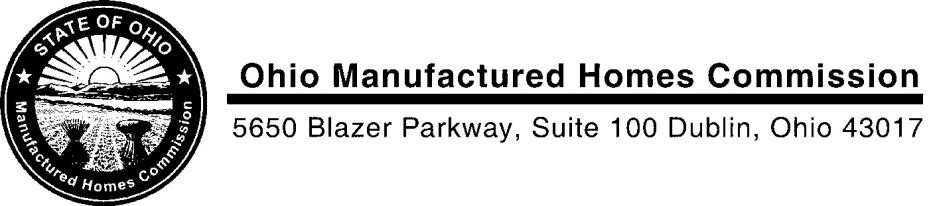 STATE OF OHIO
Manufactured Homes Commission
Ohio Manufactured Homes Commission
5650 Blazer Parkway, Suite 100 Dublin, Ohio 43017